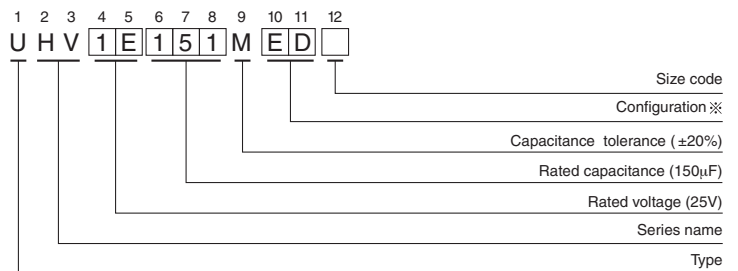 1 2 3 4 5 6 7 8 9 10 11 12
U H V 1 E 1 5 1 M E D
Size code
Configuration ※
Capacitance tolerance (±20%)
Rated capacitance (150μF)
Rated voltage (25V)
Series name
Type